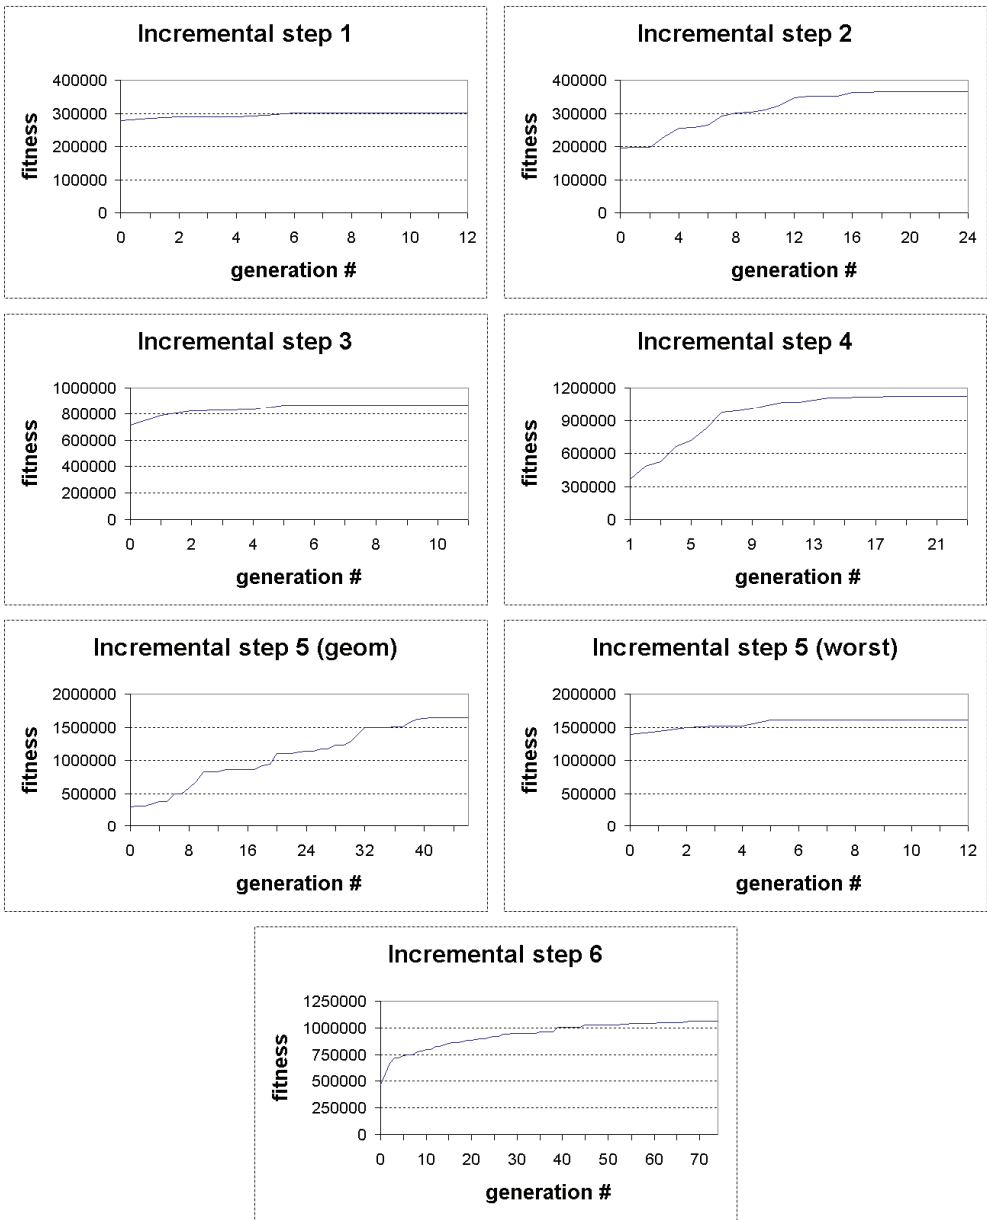 Incremental step 1
400000
300000
200000
100000
0
fitness
0 2 4 6 8 10 12
generation #
Incremental step 2
400000
300000
200000
100000
0
fitness
0 4 8 12 16 20 24
generation #
Incremental step 3
1000000
800000
600000
400000
200000
0
fitness
0 2 4 6 8 10
generation #
Incremental step 4
1200000
900000
600000
300000
0
fitness
1 5 9 13 17 21
generation #
Incremental step 5 (geom)
2000000
1500000
1000000
500000
0
fitness
0 8 16 24 32 40
generation #
Incremental step 5 (worst)
2000000
1500000
1000000
500000
0
fitness
0 2 4 6 8 10 12
generation #
Incremental step 6
1250000
1000000
750000
500000
250000
0
fitness
0 10 20 30 40 50 60 70
generation #